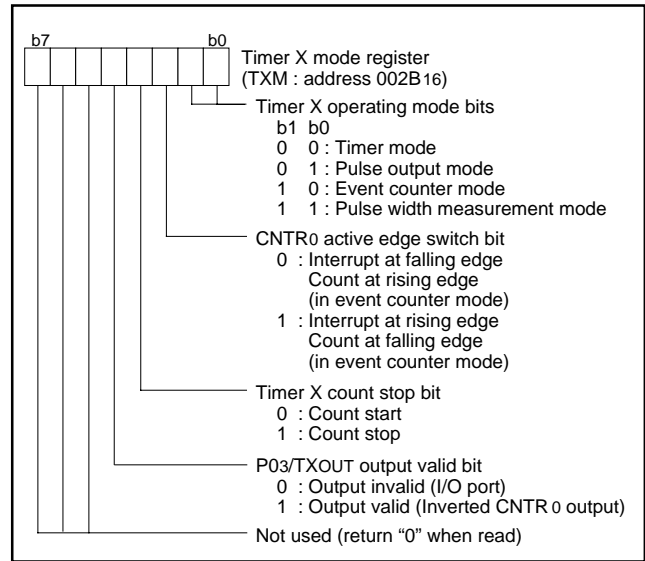 b7 b0
Timer X mode register
(TXM : address 002B16)
Timer X operating mode bits
b1 b0
0 0 : Timer mode
0 1 : Pulse output mode
1 0 : Event counter mode
1 1 : Pulse width measurement mode
CNTR0 active edge switch bit
0 : Interrupt at falling edge
Count at rising edge
(in event counter mode)
1 : Interrupt at rising edge
Count at falling edge
(in event counter mode)
Timer X count stop bit
0 : Count start
1 : Count stop
P03/TXOUT output valid bit
0 : Output invalid (I/O port)
1 : Output valid (Inverted CNTR0 output)
Not used (return “0” when read)